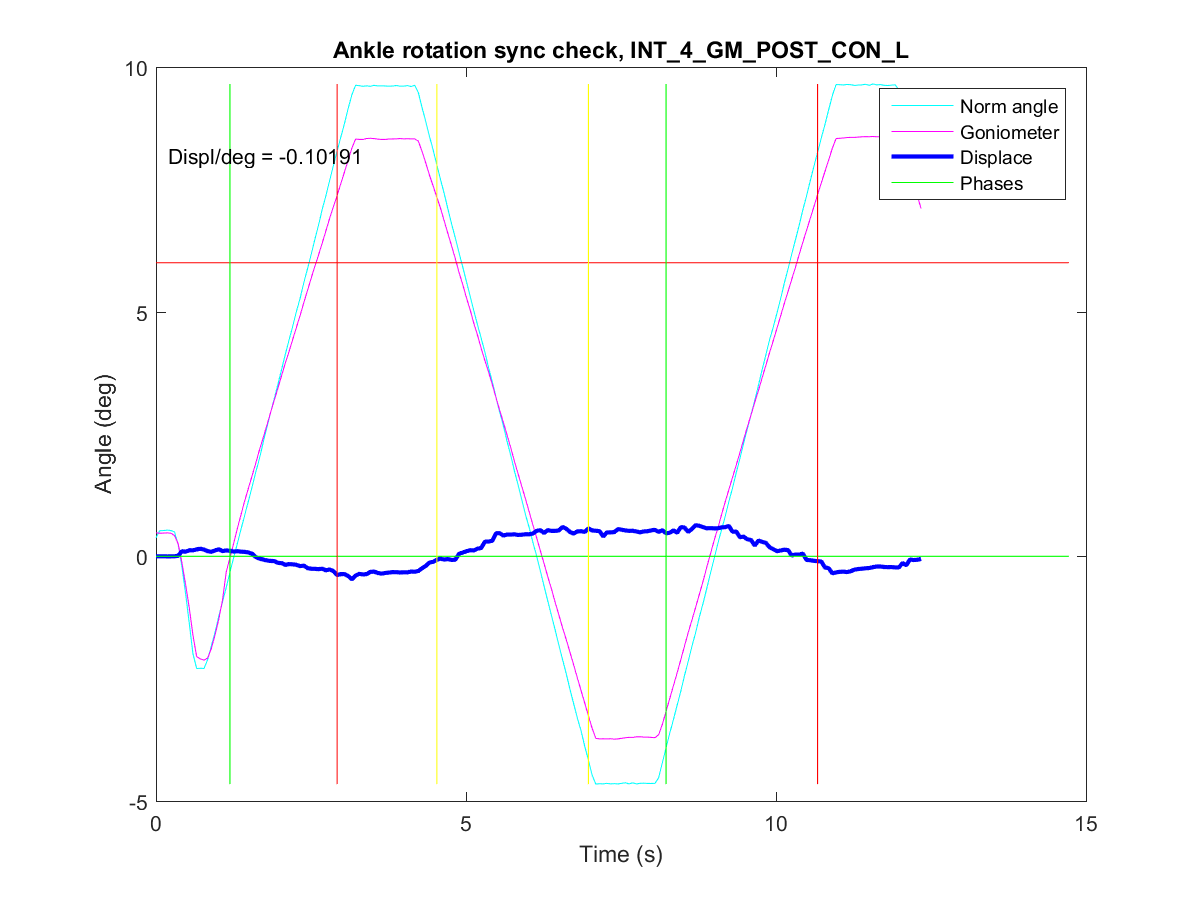 Ankle rotation sync check, INT_4_GM_POST_CON_L
10
Norm angle
Goniometer
Displace
Phases
Displ/deg = -0.10191
5
Angle (deg)
0
-5
0
5
10
15
Time (s)